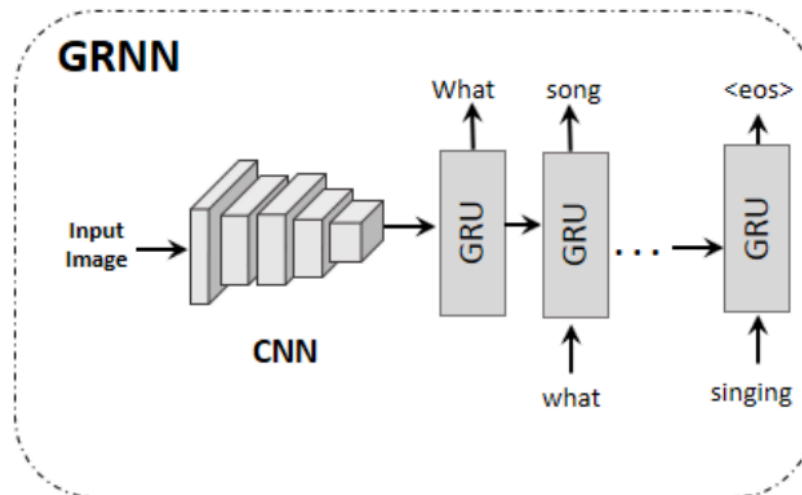 GRNN
What song <eos>
Input
Image
GRU GRU . . . GRU
CNN
what singing